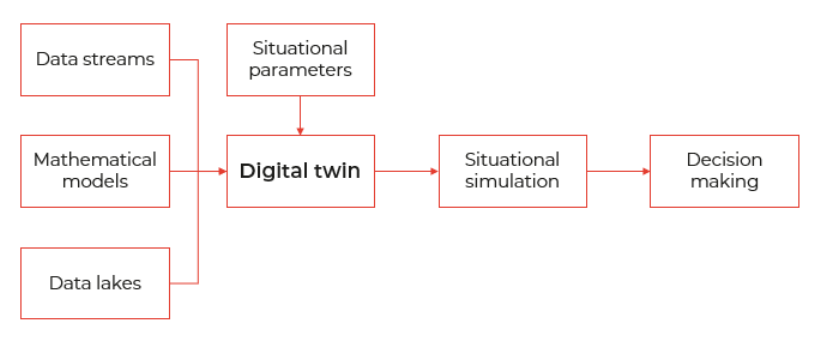 Data streams
Situational
parameters
Mathematical
models
Digital twin
Situational
simulation
Decision
making
Data lakes